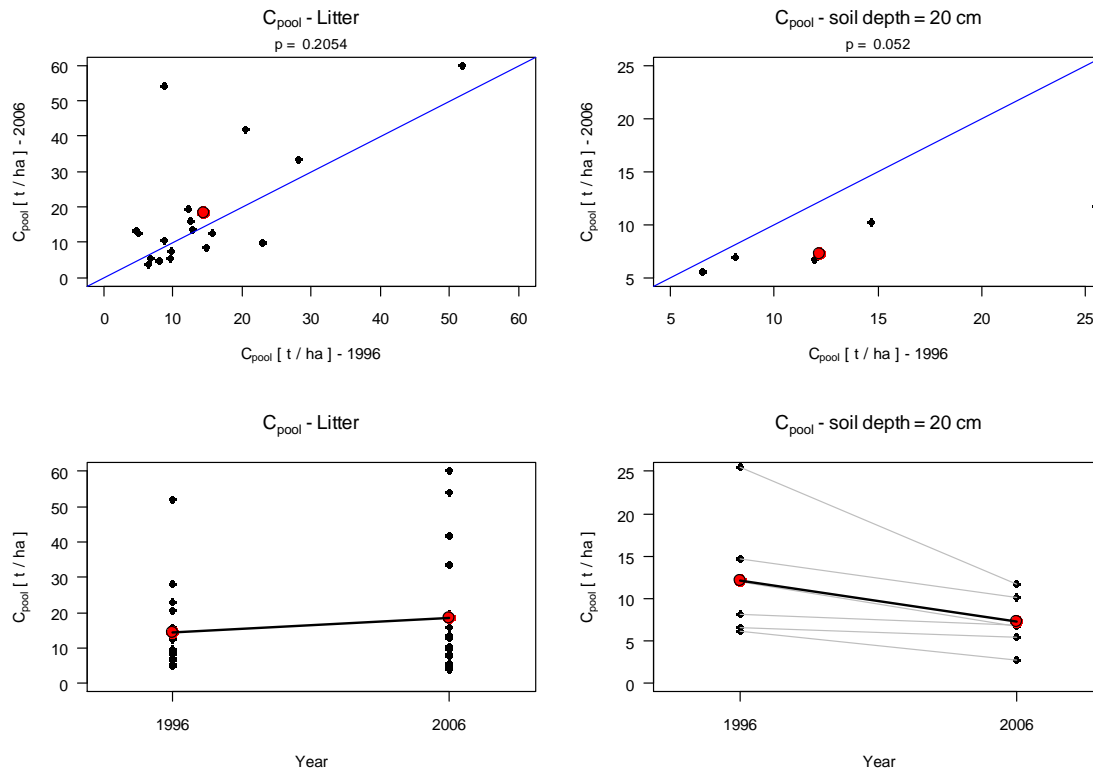 Cpool - Litter
p = 0.2054
60
50
40
30
20
10
0
Cpool [ t / ha ] - 2006
0 10 20 30 40 50 60
Cpool [ t / ha ] - 1996
Cpool - soil depth = 20 cm
p = 0.052
25
20
15
10
5
Cpool [ t / ha ] - 2006
5 10 15 20 25
Cpool [ t / ha ] - 1996
Cpool - Litter
60
50
40
30
20
10
0
Cpool [ t / ha ]
1996 2006
Year
Cpool - soil depth = 20 cm
25
20
15
10
5
0
Cpool [ t / ha ]
1996 2006
Year